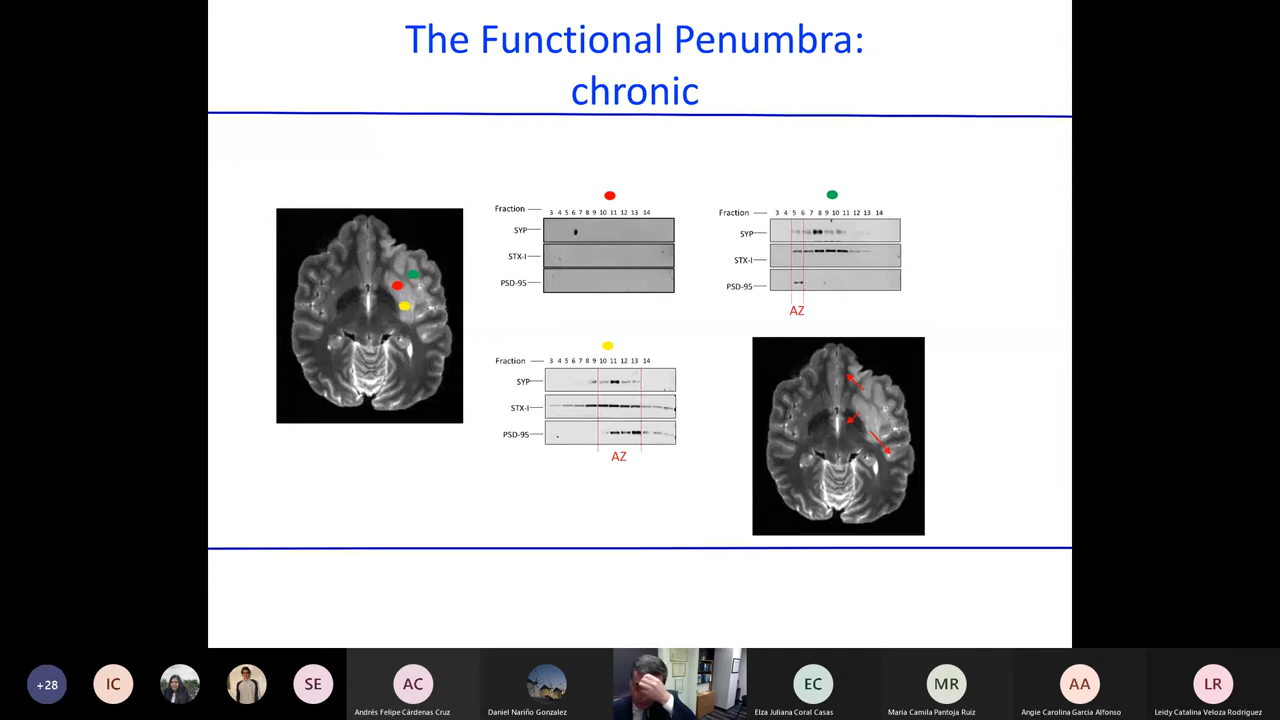 The Functional Penumbra:
chronic
Fraction
3 4 5 6 7 8 9 10 11 12 13 14
SYP
STX-I
PSD-95
Fraction
3 4 5 6 7 8 9 10 11 12 13 14
SYP
STX-I
PSD-95
AZ
Fraction
3 4 5 6 7 8 9 10 11 12 13 14
SYP
STX-I
PSD-95
AZ
+28
IC
SE
AC
EC
MR
AA
LR
Andrés Felipe Cárdenas Cruz
Daniel Nariño Gonzalez
Elza Juliana Coral Casas
Maria Camila Pantoja Ruiz
Angie Carolina Garcia Alfonso
Leidy Catalina Veloza Rodriguez